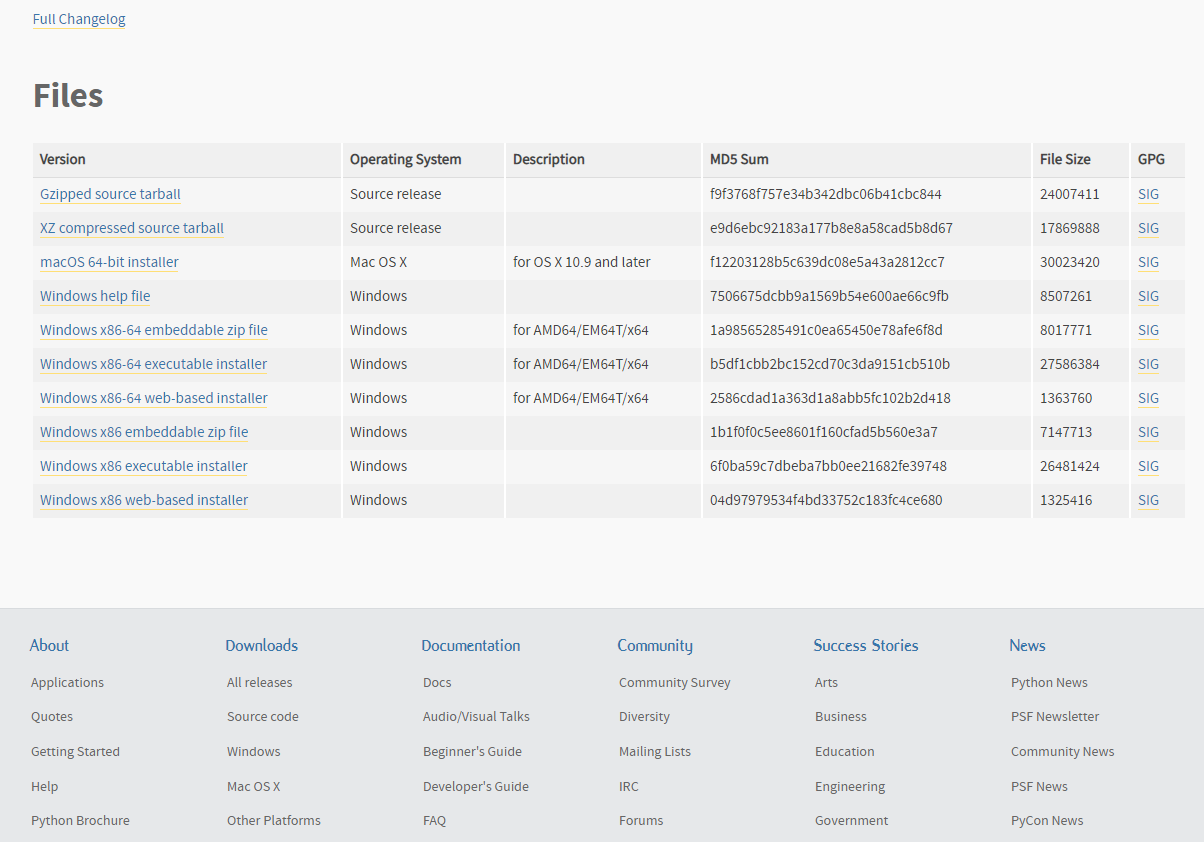 Full Changelog
Files
Version Operating System Description MD5 Sum File Size GPG
Gzipped source tarball Source release f9f3768f757e34b342dbc06b41cbc844 24007411 SIG
XZ compressed source tarball Source release e9d6ebc92183a177b8e8a58cad5b8d67 17869888 SIG
macOS 64-bit installer Mac OS X for OS X 10.9 and later f12203128b5c639dc08e5a43a2812cc7 30023420 SIG
Windows help file Windows 7506675dcbb9a1569b54e600ae66c9fb 8507261 SIG
Windows x86-64 embeddable zip file Windows for AMD64/EM64T/x64 1a98565285491c0ea65450e78afe6f8d 8017771 SIG
Windows x86-64 executable installer Windows for AMD64/EM64T/x64 b5df1cbb2bc152cd70c3da9151cb510b 27586384 SIG
Windows x86-64 web-based installer Windows for AMD64/EM64T/x64 2586cdad1a363d1a8abb5fc102b2d418 1363760 SIG
Windows x86 embeddable zip file Windows 1b1f0f0c5ee8601f160cfad5b560e3a7 7147713 SIG
Windows x86 executable installer Windows 6f0ba59c7dbeba7bb0ee21682fe39748 26481424 SIG
Windows x86 web-based installer Windows 04d97979534f4bd33752c183fc4ce680 1325416 SIG
About Downloads Documentation Community Success Stories News
Applications All releases Docs Community Survey Arts Python News
Quotes Source code Audio/Visual Talks Diversity Business PSF Newsletter
Getting Started Windows Beginner's Guide Mailing Lists Education Community News
Help Mac OS X Developer's Guide IRC Engineering PSF News
Python Brochure Other Platforms FAQ Forums Government PyCon News